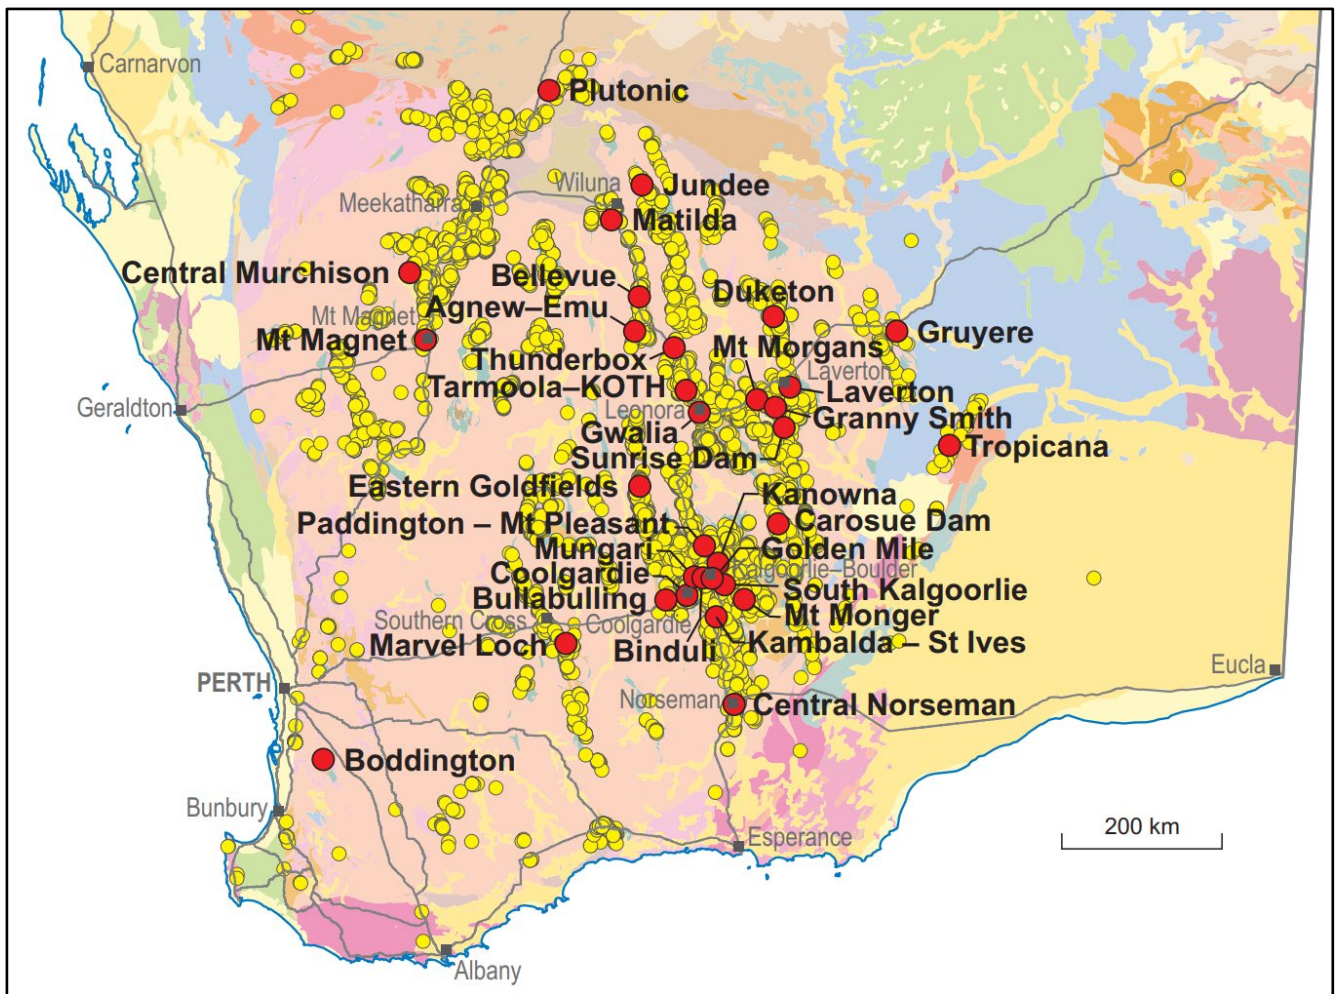 Carnarvon
Plutonic
Wiluna
Jundee
Meekatharra
Matilda
Central Murchison
Bellevue
Duketon
Agnew–Emu
Mt Magnet
Mt Magnet
Gruyere
Thunderbox
Mt Morgans
Laverton
Tarmoola–KOTH
Laverton
Geraldton
Leonora
Granny Smith
Gwalia
Sunrise Dam
Tropicana
Eastern Goldfields
Kanowna
Paddington – Mt Pleasant
Carosue Dam
Mungari
Golden Mile
Coolgardie
Kalgoorlie–Boulder
South Kalgoorlie
Bullabulling
Mt Monger
Southern Cross
Coolgardie
Marvel Loch
Binduli
Kambalda – St Ives
Eucla
PERTH
Norseman
Central Norseman
Boddington
Bunbury
Esperance
200 km
Albany